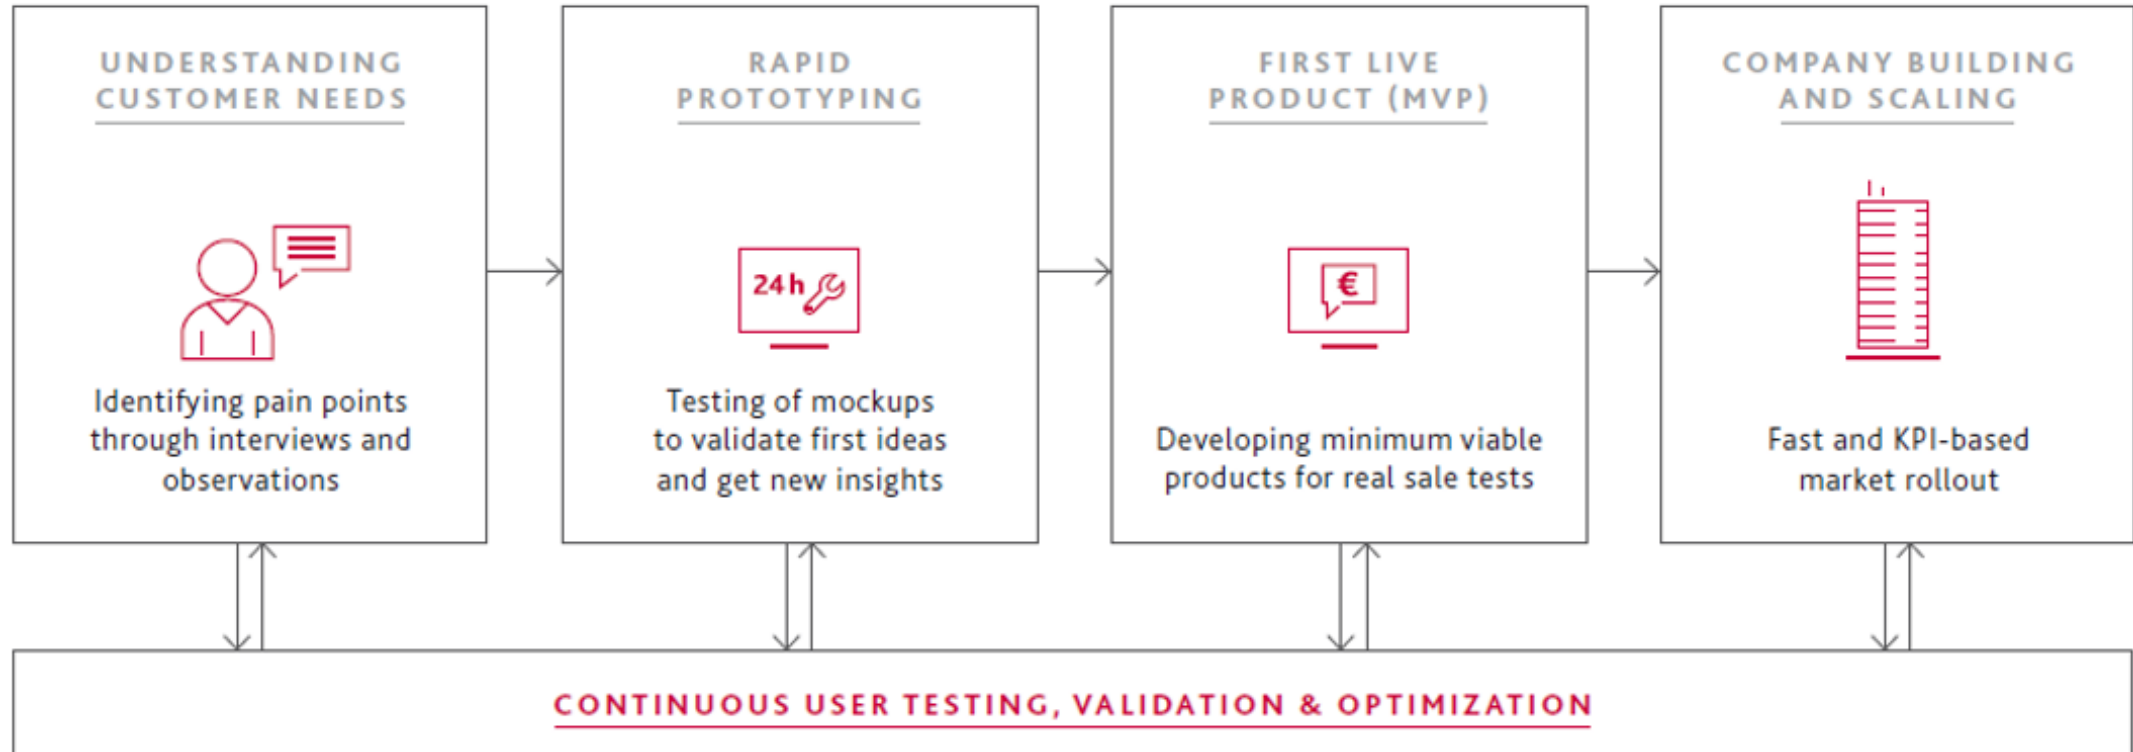 UNDERSTANDING
CUSTOMER NEEDS
Identifying pain points
through interviews and
observations
RAPID
PROTOTYPING
24 h
Testing of mockups
to validate first ideas
and get new insights
FIRST LIVE
PRODUCT (MVP)
€
Developing minimum viable
products for real sale tests
COMPANY BUILDING
AND SCALING
Fast and KPI-based
market rollout
CONTINUOUS USER TESTING, VALIDATION & OPTIMIZATION